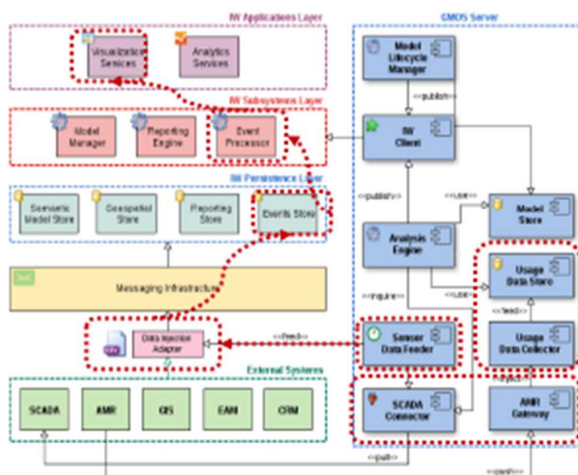 IW Applications Layer
GMOS Server
Visualization
Services
Analytics
Services
Model
Lifecycle
Manager
<<publish>>
IW Subsystems Layer
Model
Manager
Reporting
Engine
Event
Processor
IW
Client
IW Persistence Layer
<<publish>>
<<use>>
Semantic
Model Store
Geospatial
Store
Reporting
Store
Events Store
Model
Store
Analysis
Engine
Usage
Data Store
Messaging Infrastructure
<<inquire>>
<<use>>
<<feed>>
Data Injection
Adapter
<<feed>>
Sensor
Data Feeder
Usage
Data Collector
External Systems
SCADA
AMR
GIS
EAM
CRM
SCADA
Connector
AMR
Gateway
<<pull>>
<<push>>